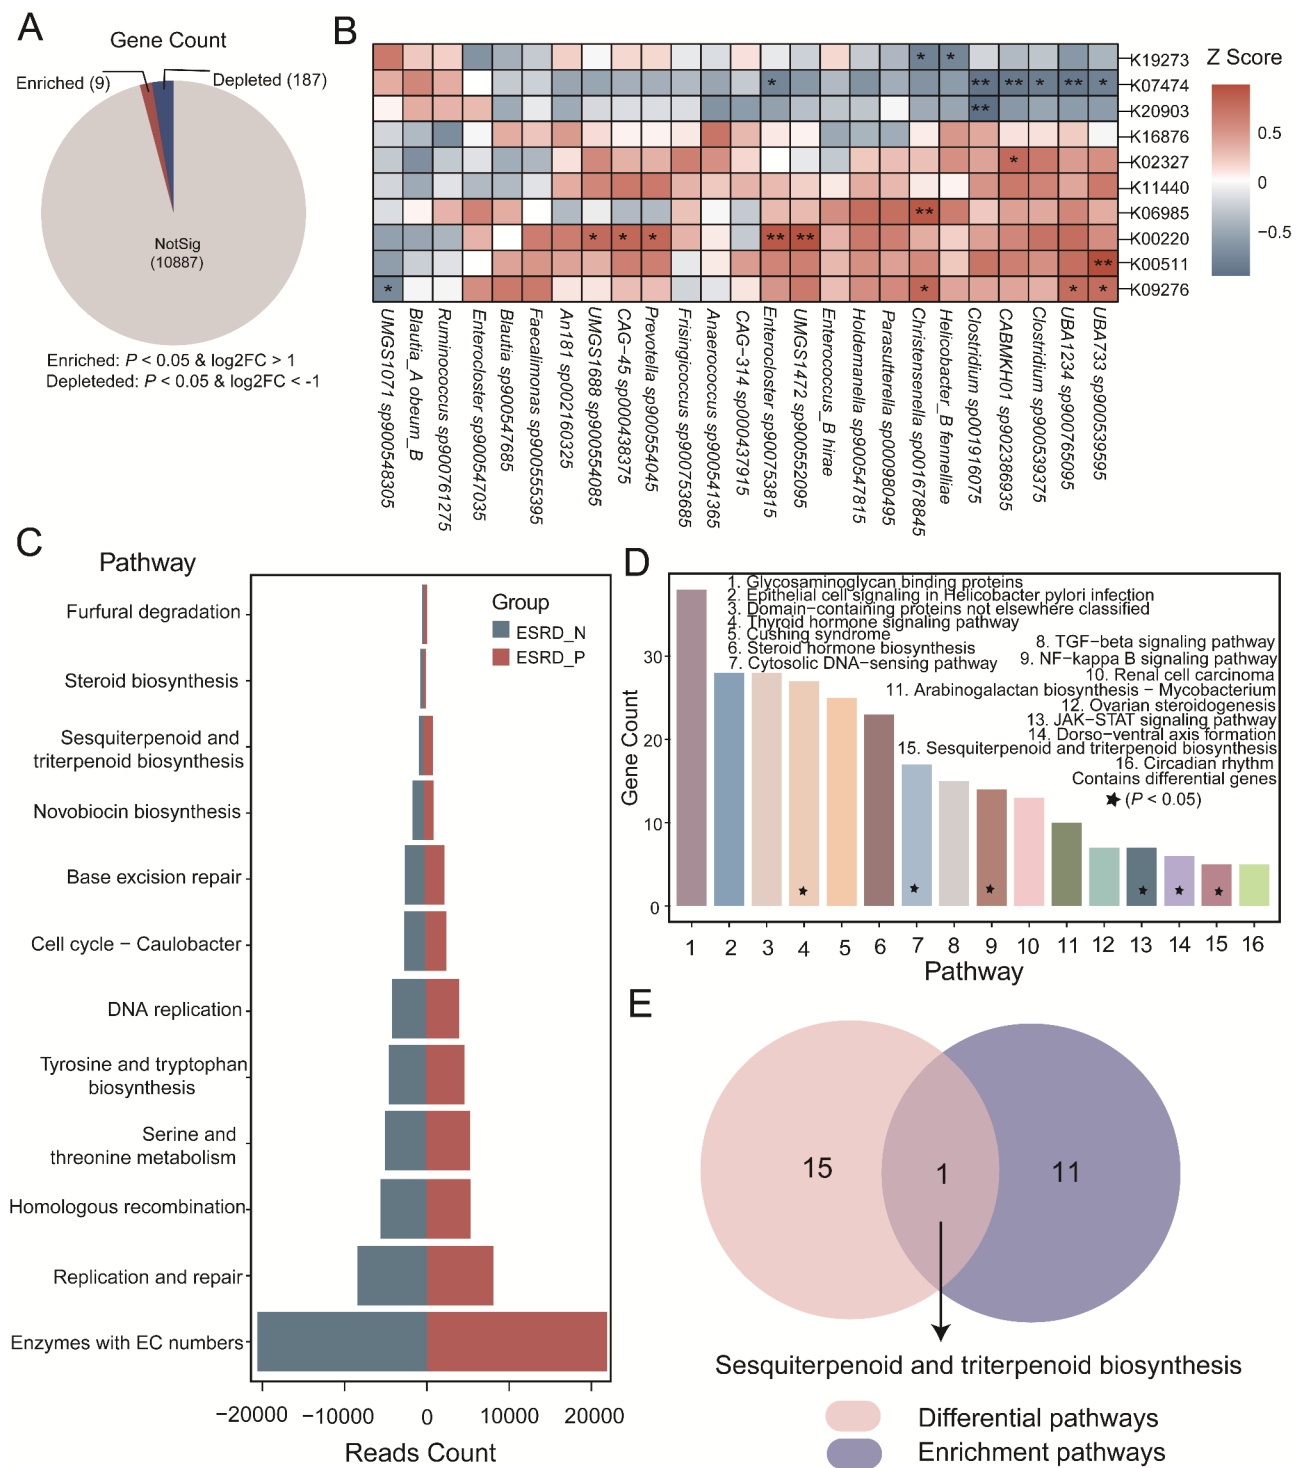 A
Gene Count
Enriched (9)
Depleted (187)
NotSig
(10887)
Enriched: P < 0.05 & log2FC > 1
Depleteded: P < 0.05 & log2FC < -1
B
* *
* ** ** * ** *
**
*
**
* * * ** **
**
* * * *
K19273
K07474
K20903
K16876
K02327
K11440
K06985
K00220
K00511
K09276
UMGS1071 sp900548305
Blautia_A obeum_B
Ruminococcus sp900761275
Enterocloster sp900547035
Blautia sp900547685
Faecalimonas sp900555395
An181 sp002160325
UMGS1688 sp900554085
CAG−45 sp000438375
Prevotella sp900554045
Frisingicoccus sp900753685
Anaerococcus sp900541365
CAG−314 sp000437915
Enterocloster sp900753815
UMGS1472 sp900552095
Enterococcus_B hirae
Holdemanella sp900547815
Parasutterella sp000980495
Christensenella sp001678845
Helicobacter_B fennelliae
Clostridium sp001916075
CABMKH01 sp902386935
Clostridium sp900539375
UBA1234 sp900765095
UBA733 sp900539595
Z Score
0.5
0
−0.5
C
Pathway
Furfural degradation
Steroid biosynthesis
Sesquiterpenoid and
triterpenoid biosynthesis
Novobiocin biosynthesis
Base excision repair
Cell cycle − Caulobacter
DNA replication
Tyrosine and tryptophan
biosynthesis
Serine and
threonine metabolism
Homologous recombination
Replication and repair
Enzymes with EC numbers
Group
ESRD_N
ESRD_P
−20000 −10000 0 10000 20000
Reads Count
D
Gene Count
30
20
10
0
1. Glycosaminoglycan binding proteins
2. Epithelial cell signaling in Helicobacter pylori infection
3. Domain−containing proteins not elsewhere classified
4. Thyroid hormone signaling pathway
5. Cushing syndrome
6. Steroid hormone biosynthesis
7. Cytosolic DNA−sensing pathway
8. TGF−beta signaling pathway
9. NF−kappa B signaling pathway
10. Renal cell carcinoma
11. Arabinogalactan biosynthesis − Mycobacterium
12. Ovarian steroidogenesis
13. JAK−STAT signaling pathway
14. Dorso−ventral axis formation
15. Sesquiterpenoid and triterpenoid biosynthesis
16. Circadian rhythm
Contains differential genes
★ (P < 0.05)
1 2 3 4 5 6 7 8 9 10 11 12 13 14 15 16
Pathway
E
15
1
11
Sesquiterpenoid and triterpenoid biosynthesis
Differential pathways
Enrichment pathways